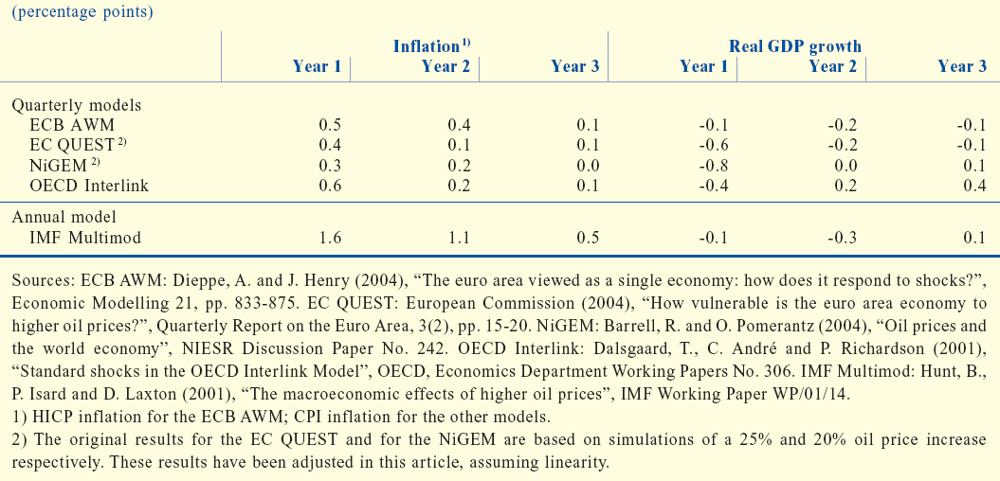 (percentage points)
Inflation 1) Real GDP growth
Year 1 Year 2 Year 3 Year 1 Year 2 Year 3
Quarterly models
ECB AWM 0.5 0.4 0.1 -0.1 -0.2 -0.1
EC QUEST 2) 0.4 0.1 0.1 -0.6 -0.2 -0.1
NiGEM 2) 0.3 0.2 0.0 -0.8 0.0 0.1
OECD Interlink 0.6 0.2 0.1 -0.4 0.2 0.4
Annual model
IMF Multimod 1.6 1.1 0.5 -0.1 -0.3 0.1
Sources: ECB AWM: Dieppe, A. and J. Henry (2004), “The euro area viewed as a single economy: how does it respond to shocks?”,
Economic Modelling 21, pp. 833-875. EC QUEST: European Commission (2004), “How vulnerable is the euro area economy to
higher oil prices?”, Quarterly Report on the Euro Area, 3(2), pp. 15-20. NiGEM: Barrell, R. and O. Pomerantz (2004), “Oil prices and
the world economy”, NIESR Discussion Paper No. 242. OECD Interlink: Dalsgaard, T., C. André and P. Richardson (2001),
“Standard shocks in the OECD Interlink Model”, OECD, Economics Department Working Papers No. 306. IMF Multimod: Hunt, B.,
P. Isard and D. Laxton (2001), “The macroeconomic effects of higher oil prices”, IMF Working Paper WP/01/14.
1) HICP inflation for the ECB AWM; CPI inflation for the other models.
2) The original results for the EC QUEST and for the NiGEM are based on simulations of a 25% and 20% oil price increase
respectively. These results have been adjusted in this article, assuming linearity.